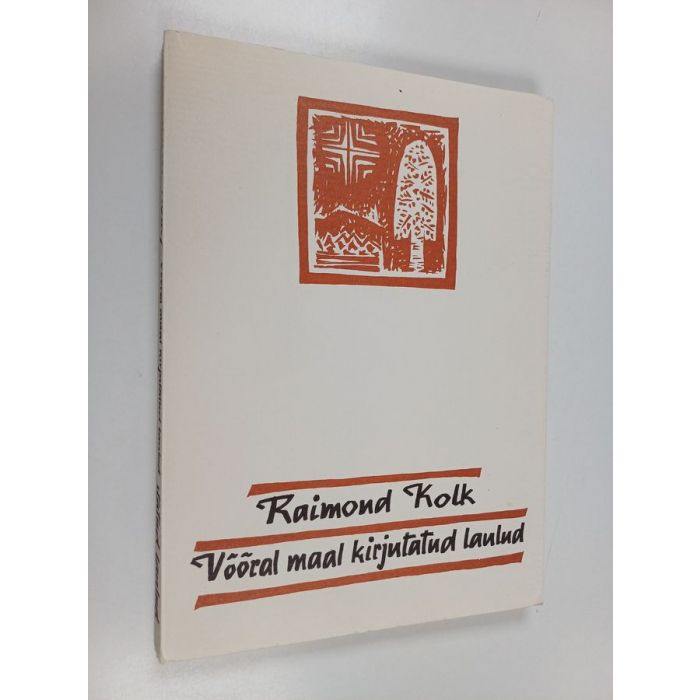 Raimond Kolk
Võõral maal kirjutatud laulud